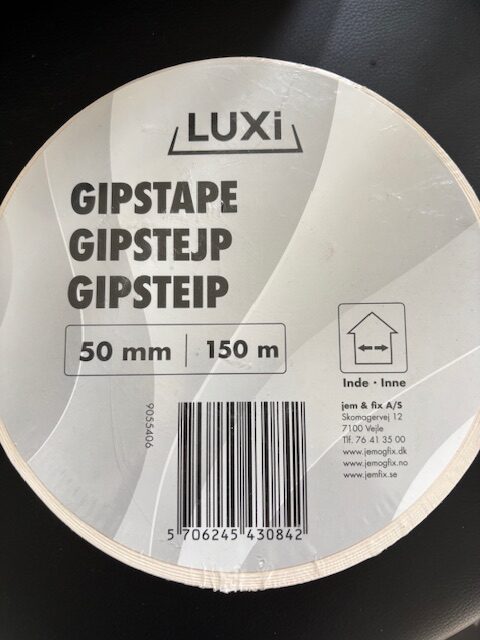 LUXi
GIPSTAPE
GIPSTEJP
GIPSTEIP
50 mm | 150 m
Inde · Inne
jem & fix A/S
Skomagervej 12
7100 Vejle
Tlf. 76 41 35 00
www.jemogfix.dk
www.jemogfix.no
www.jemfix.se
9055406
5 706245 430842